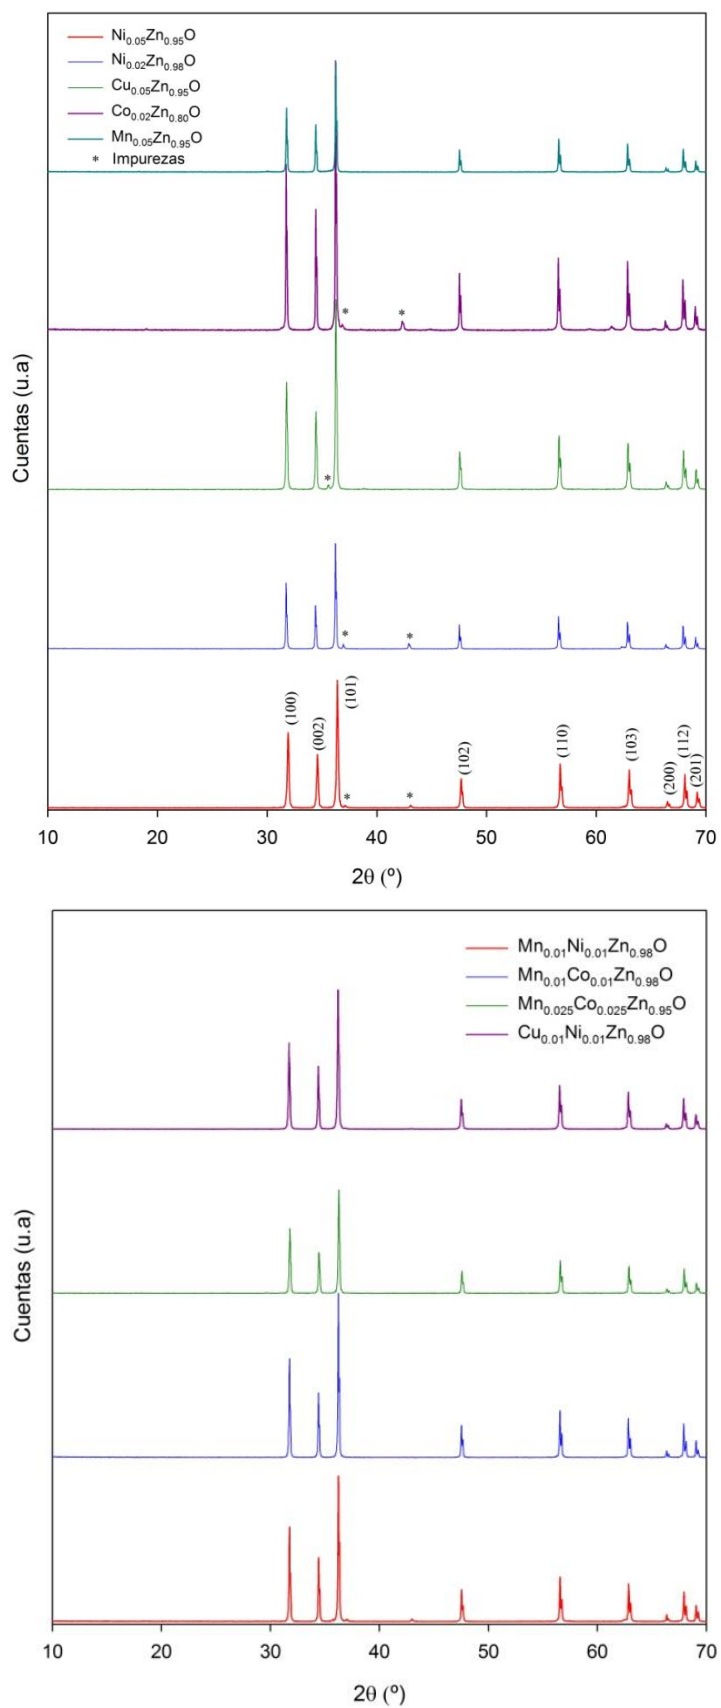 Ni0.05Zn0.95O
Ni0.02Zn0.98O
Cu0.05Zn0.95O
Co0.02Zn0.80O
Mn0.05Zn0.95O
* Impurezas
Cuentas (u.a)
* *
*
* *
(100) (002) (101) (102) (110) (103) (200) (112) (201)
* *
10 20 30 40 50 60 70
2θ (º)
Mn0.01Ni0.01Zn0.98O
Mn0.01Co0.01Zn0.98O
Mn0.025Co0.025Zn0.95O
Cu0.01Ni0.01Zn0.98O
Cuentas (u.a)
10 20 30 40 50 60 70
2θ (º)